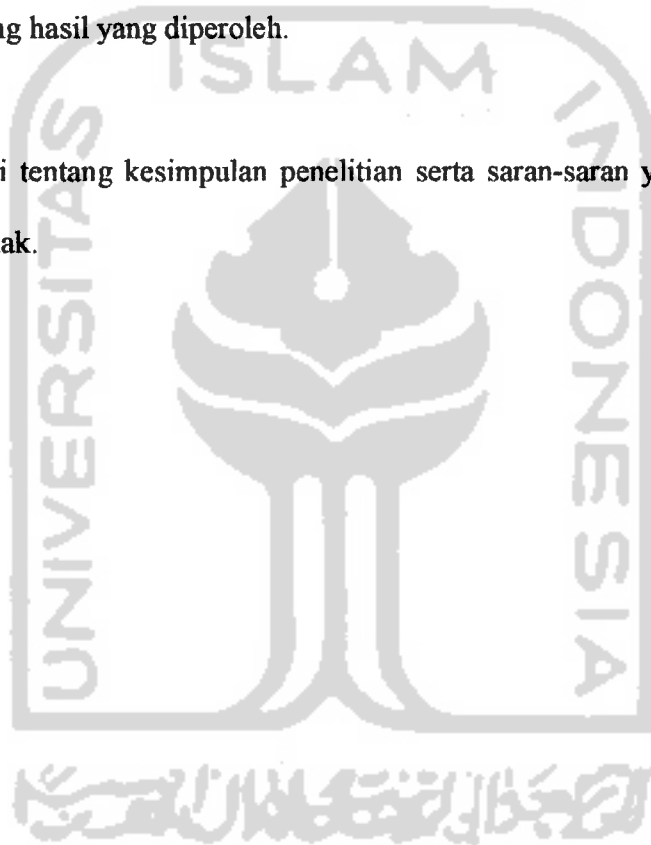 ng hasil yang diperoleh.
ISLAM
i tentang kesimpulan penelitian serta saran-saran y
ak.
UNIVERSITAS
INDONESIA